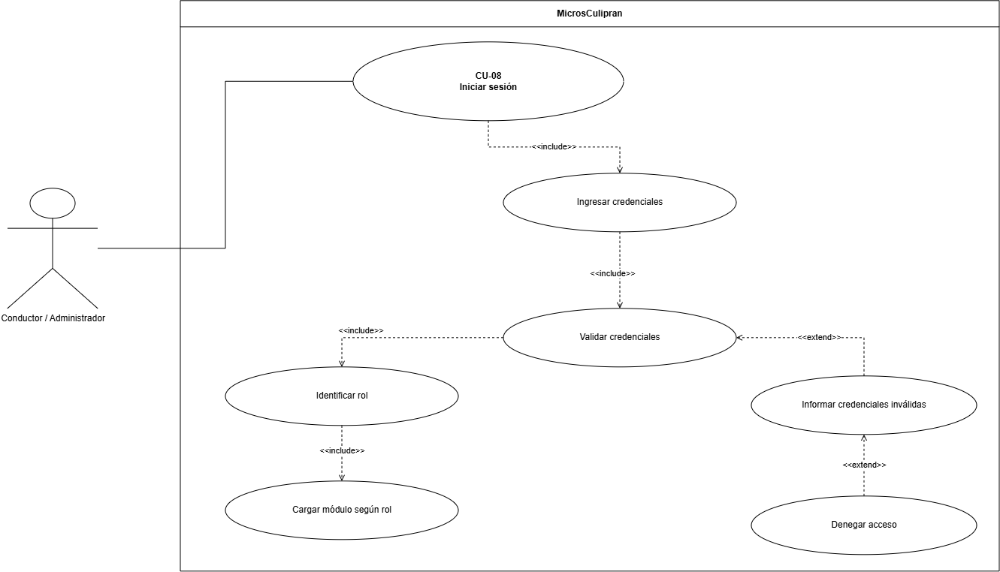 MicrosCulipran
CU-08
Iniciar sesión
<<include>>
Ingresar credenciales
<<include>>
Conductor / Administrador
<<include>>
Validar credenciales
<<extend>>
Identificar rol
Informar credenciales inválidas
<<include>>
<<extend>>
Cargar módulo según rol
Denegar acceso